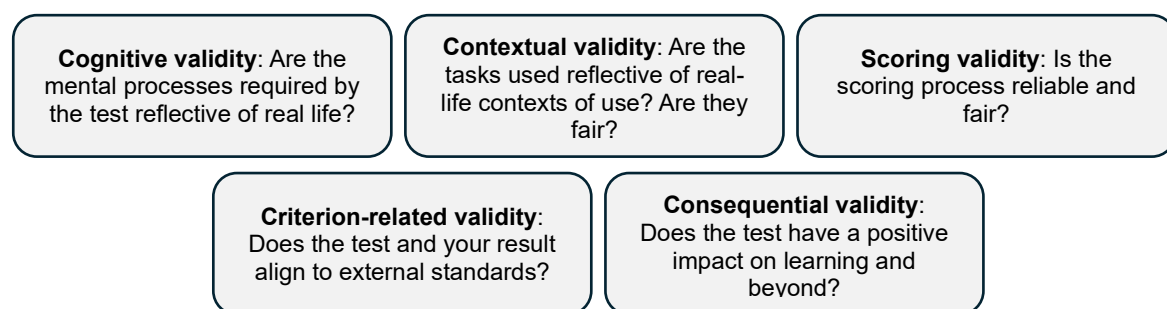 Cognitive validity: Are the
mental processes required by
the test reflective of real life?
Contextual validity: Are the
tasks used reflective of real-
life contexts of use? Are they
fair?
Scoring validity: Is the
scoring process reliable and
fair?
Criterion-related validity:
Does the test and your result
align to external standards?
Consequential validity:
Does the test have a positive
impact on learning and
beyond?